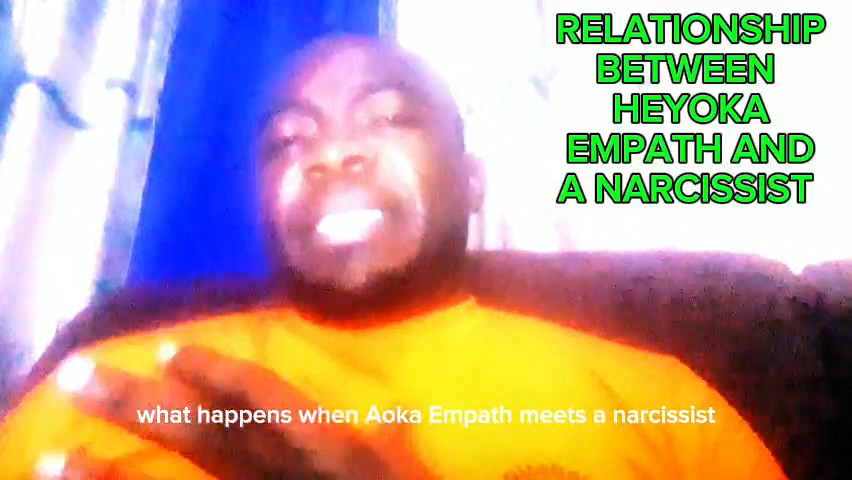 RELATIONSHIP
BETWEEN
HEYOKA
EMPATH AND
A NARCISSIST
what happens when Aoka Empath meets a narcissist